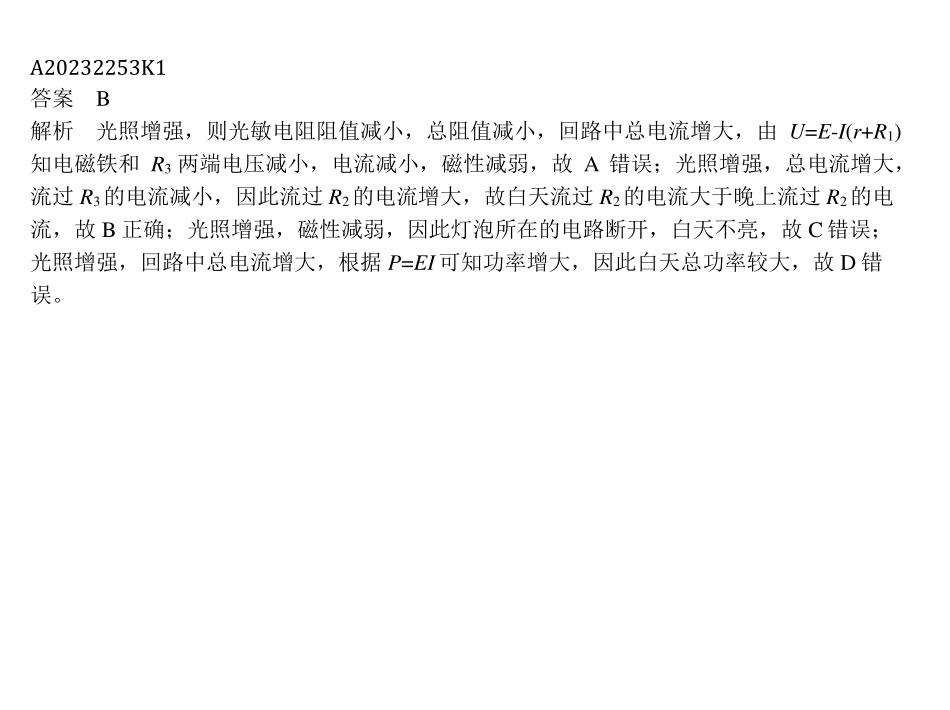 A20232253K1
答案 B
解析 光照增强，则光敏电阻阻值减小，总阻值减小，回路中总电流增大，由 U=E-I(r+R₁)
知电磁铁和 R₃ 两端电压减小，电流减小，磁性减弱，故 A 错误；光照增强，总电流增大，
流过 R₃ 的电流减小，因此流过 R₂ 的电流增大，故白天流过 R₂ 的电流大于晚上流过 R₂ 的电
流，故 B 正确；光照增强，磁性减弱，因此灯泡所在的电路断开，白天不亮，故 C 错误；
光照增强，回路中总电流增大，根据 P=EI 可知功率增大，因此白天总功率较大，故 D 错
误。